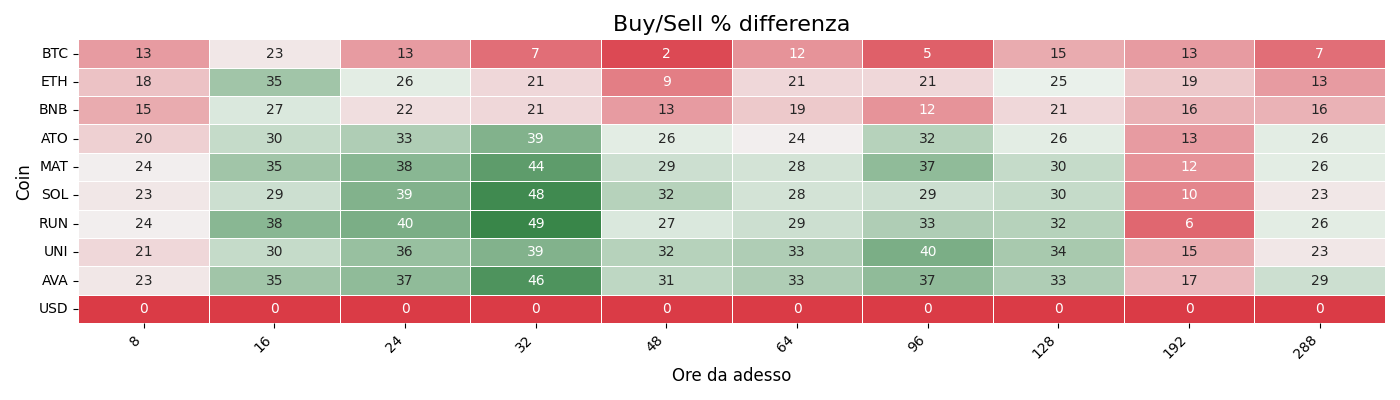 Buy/Sell % differenza
Coin
BTC 13 23 13 7 2 12 5 15 13 7
ETH 18 35 26 21 9 21 21 25 19 13
BNB 15 27 22 21 13 19 12 21 16 16
ATO 20 30 33 39 26 24 32 26 13 26
MAT 24 35 38 44 29 28 37 30 12 26
SOL 23 29 39 48 32 28 29 30 10 23
RUN 24 38 40 49 27 29 33 32 6 26
UNI 21 30 36 39 32 33 40 34 15 23
AVA 23 35 37 46 31 33 37 33 17 29
USD 0 0 0 0 0 0 0 0 0 0
8 16 24 32 48 64 96 128 192 288
Ore da adesso